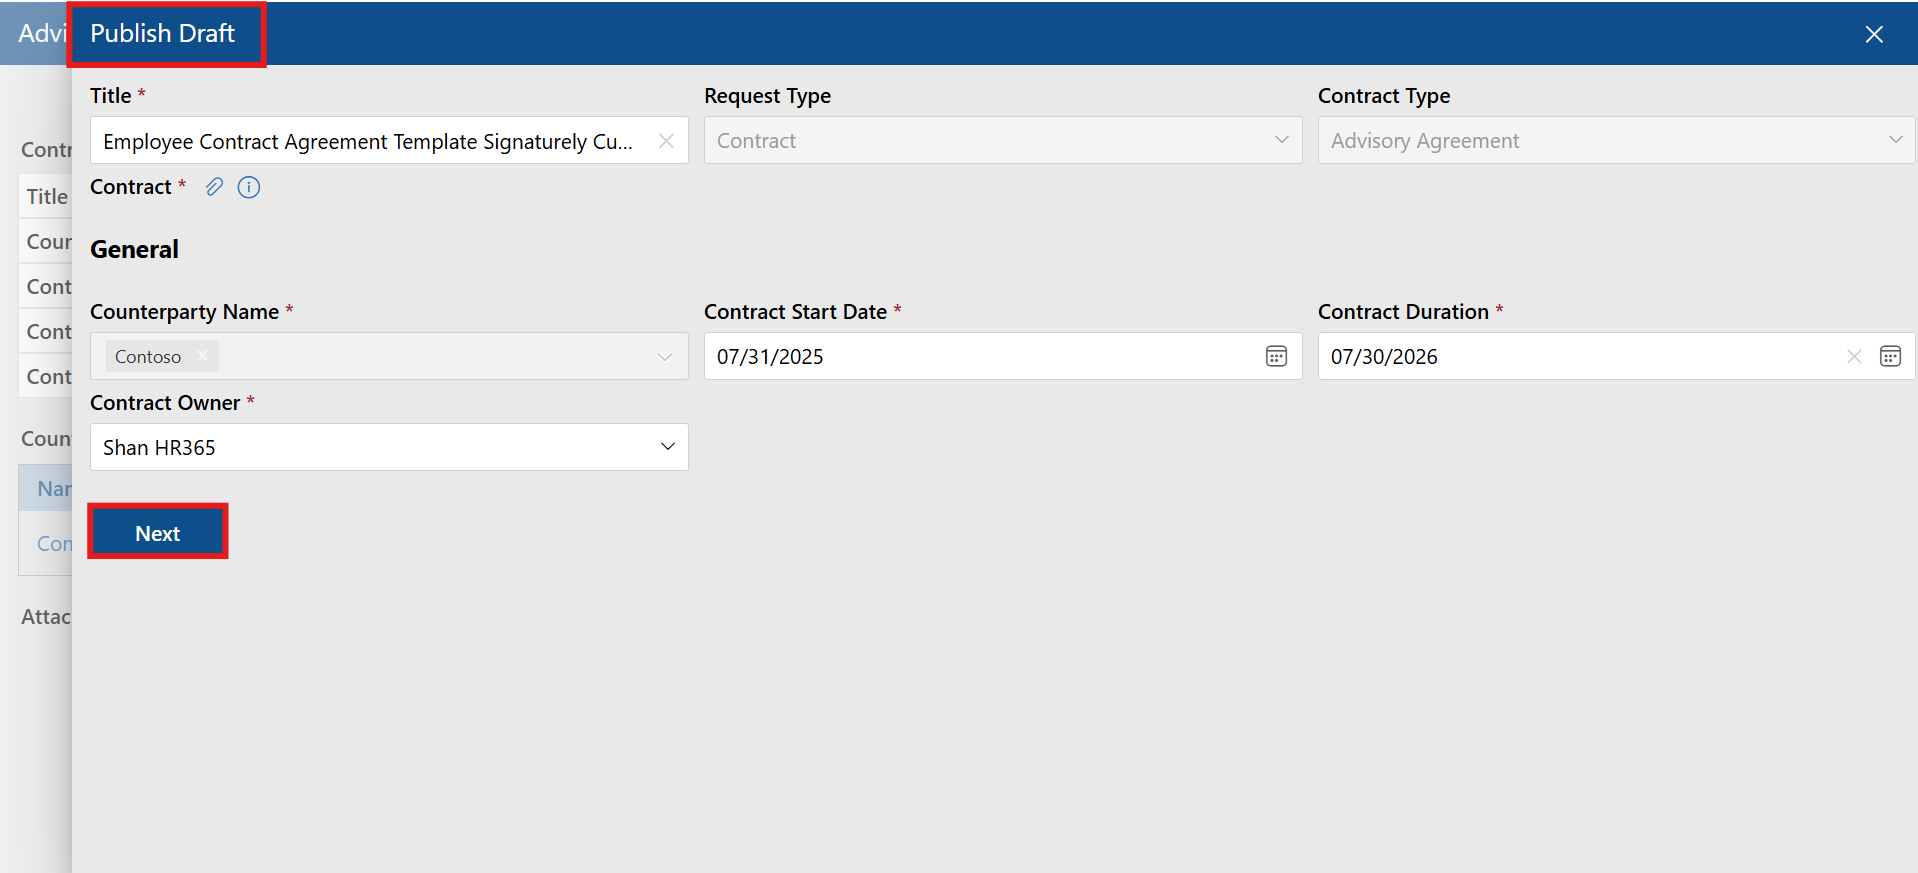 Advi
Publish Draft
Title *
Request Type
Contract Type
Employee Contract Agreement Template Signaturely Cu...
Contract
Advisory Agreement
Contract *
General
Counterparty Name *
Contract Start Date *
Contract Duration *
Contoso
07/31/2025
07/30/2026
Contract Owner *
Shan HR365
Next
Contr
Title
Coun
Cont
Cont
Cont
Count
Nam
Con
Attac